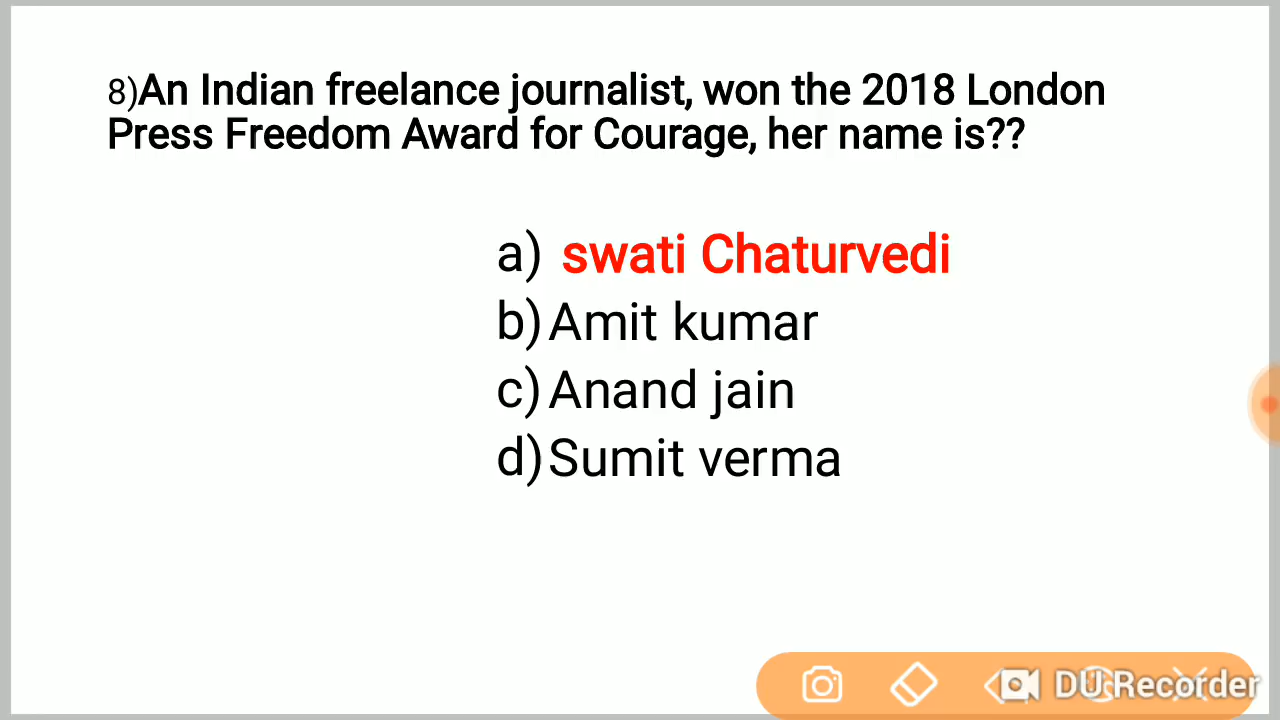 8)An Indian freelance journalist, won the 2018 London
Press Freedom Award for Courage, her name is??
a) swati Chaturvedi
b)Amit kumar
c)Anand jain
d)Sumit verma
DU Recorder